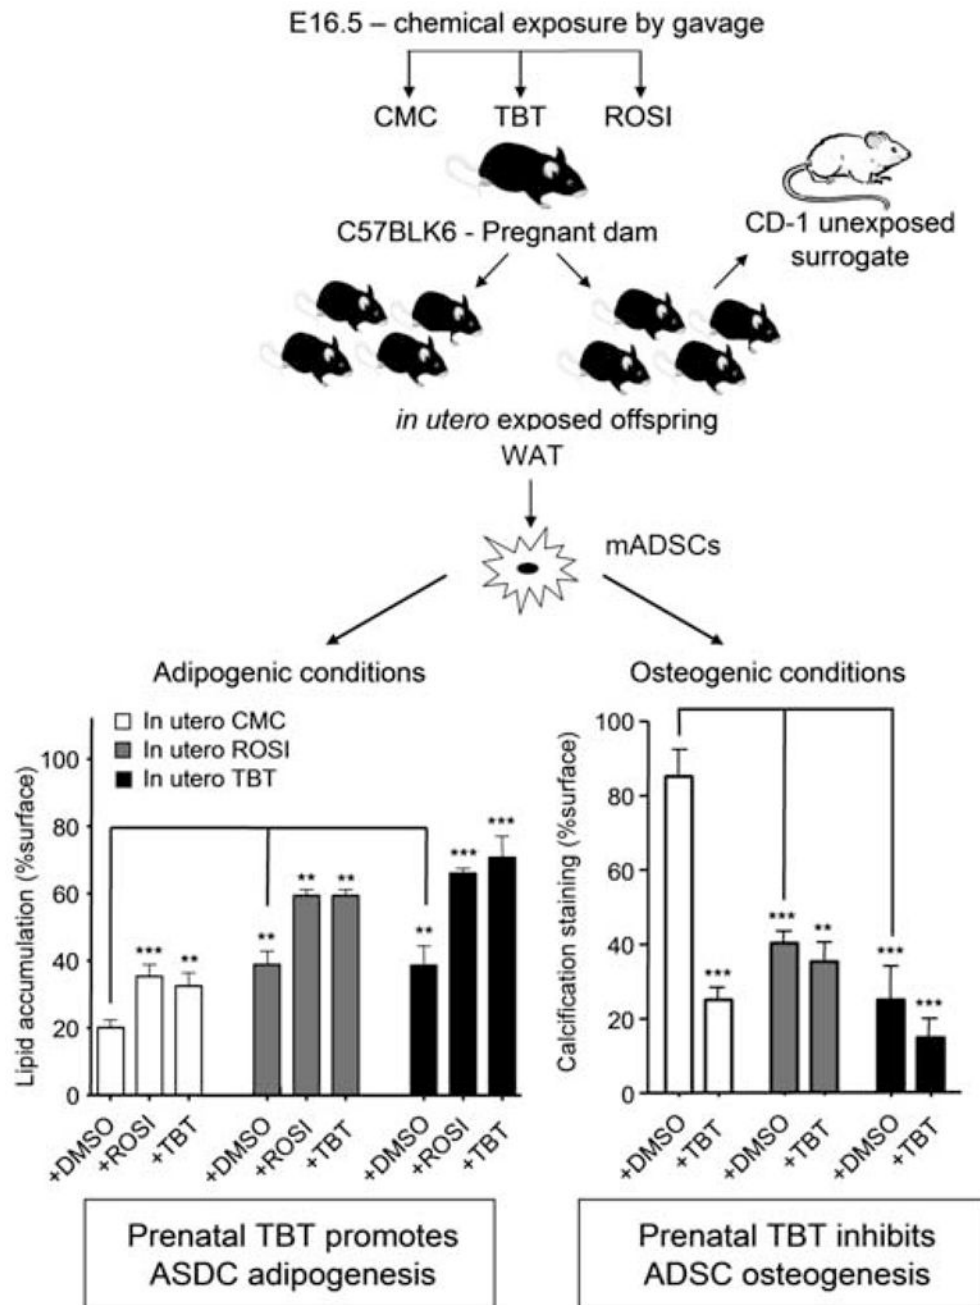 E16.5 – chemical exposure by gavage
CMC TBT ROSI
C57BLK6 - Pregnant dam
CD-1 unexposed
surrogate
in utero exposed offspring
WAT
mADSCs
Adipogenic conditions
In utero CMC
In utero ROSI
In utero TBT
Lipid accumulation (%surface)
100
80
60
40
20
0
***
**
**
**
**
**
***
***
+DMSO
+ROSI
+TBT
+DMSO
+ROSI
+TBT
+DMSO
+ROSI
+TBT
Prenatal TBT promotes
ASDC adipogenesis
Osteogenic conditions
Calcification staining (%surface)
100
80
60
40
20
0
***
***
**
***
***
+DMSO
+TBT
+DMSO
+TBT
+DMSO
+TBT
Prenatal TBT inhibits
ADSC osteogenesis